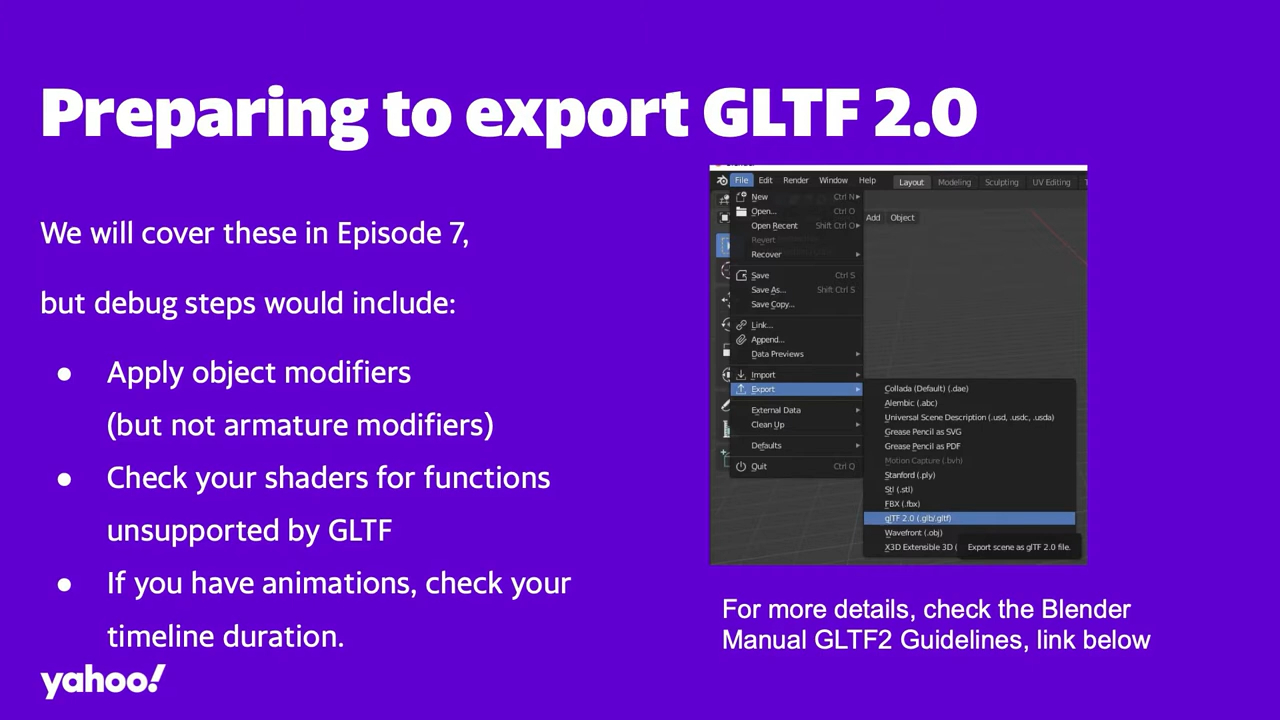 Preparing to export GLTF 2.0
We will cover these in Episode 7,
but debug steps would include:
● Apply object modifiers
(but not armature modifiers)
● Check your shaders for functions
unsupported by GLTF
● If you have animations, check your
timeline duration.
yahoo!
File Edit Render Window Help Layout Modeling Sculpting UV Editing
Add Object
New Ctrl N
Open... Ctrl O
Open Recent Shift Ctrl O
Revert
Recover
Save Ctrl S
Save As... Shift Ctrl S
Save Copy...
Link...
Append...
Data Previews
Import
Export
External Data
Clean Up
Defaults
Quit Ctrl Q
Collada (Default) (.dae)
Alembic (.abc)
Universal Scene Description (.usd, .usdc, .usda)
Grease Pencil as SVG
Grease Pencil as PDF
Motion Capture (.bvh)
Stanford (.ply)
Stl (.stl)
FBX (.fbx)
glTF 2.0 (.glb/.gltf)
Wavefront (.obj)
X3D Extensible 3D (
Export scene as glTF 2.0 file.
For more details, check the Blender
Manual GLTF2 Guidelines, link below